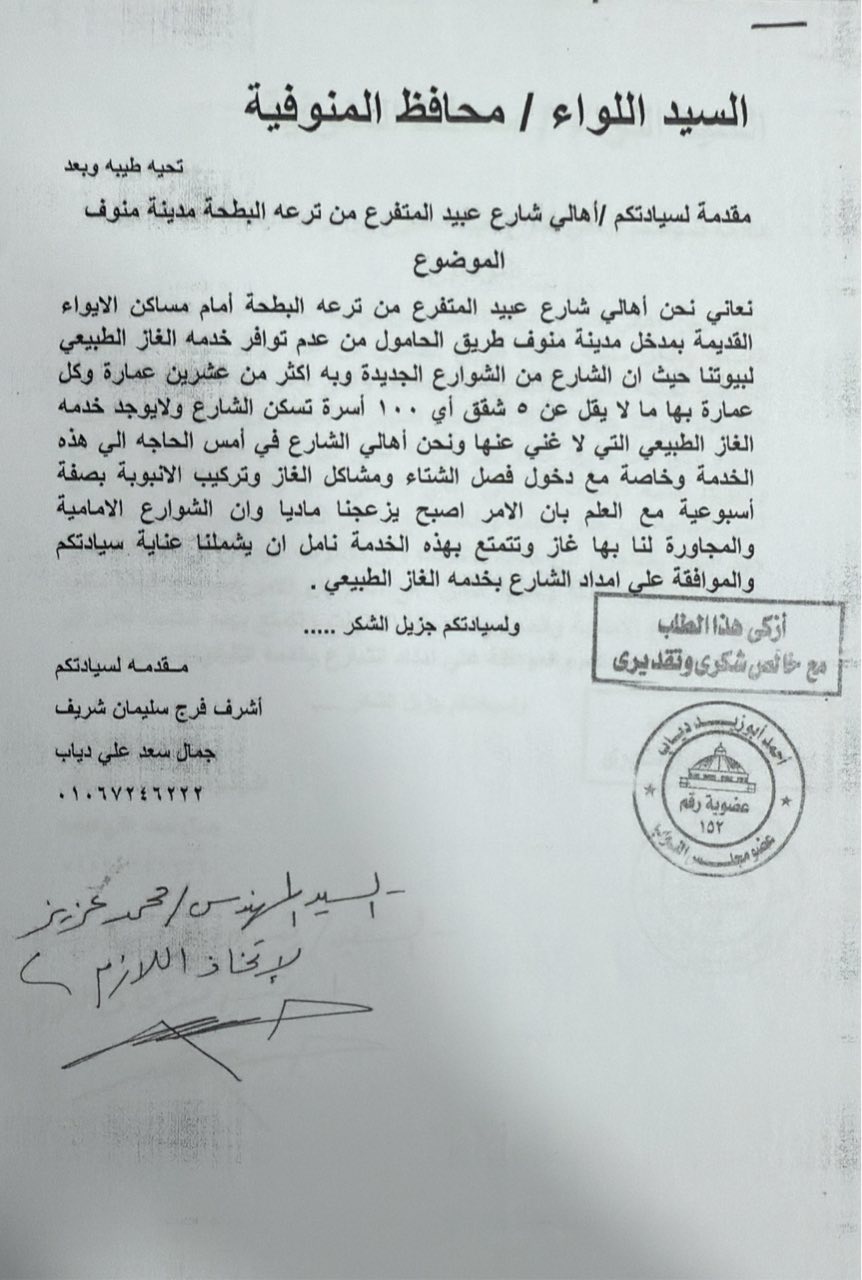 السيد اللواء / محافظ المنوفية
تحيه طيبه وبعد
مقدمة لسيادتكم /أهالي شارع عبيد المتفرع من ترعه البطحة مدينة منوف
الموضوع
نعاني نحن أهالي شارع عبيد المتفرع من ترعه البطحة أمام مساكن الايواء
القديمة بمدخل مدينة منوف طريق الحامول من عدم توافر خدمه الغاز الطبيعي
لبيوتنا حيث ان الشارع من الشوارع الجديدة وبه اكثر من عشرين عمارة وكل
عمارة بها ما لا يقل عن ٥ شقق أي ١٠٠ أسرة تسكن الشارع ولايوجد خدمه
الغاز الطبيعي التي لا غني عنها ونحن أهالي الشارع في أمس الحاجه الي هذه
الخدمة وخاصة مع دخول فصل الشتاء ومشاكل الغاز وتركيب الانبوبة بصفة
أسبوعية مع العلم بان الامر اصبح يزعجنا ماديا وان الشوارع الامامية
والمجاورة لنا بها غاز وتتمتع بهذه الخدمة نامل ان يشملنا عناية سيادتكم
والموافقة علي امداد الشارع بخدمه الغاز الطبيعي .
ولسيادتكم جزيل الشكر .....
أزكى هذا الطلب
مع خالص شكرى وتقديرى
مقدمه لسيادتكم
أشرف فرج سليمان شريف
جمال سعد علي دياب
٠١٠٦٧٢٤٦٢٢٢
أحمد أبوزيد دياب
عضوية رقم
١٥٢
عضو مجلس النواب
السيد المهندس / محمد عزيز
لإتخاذ اللازم